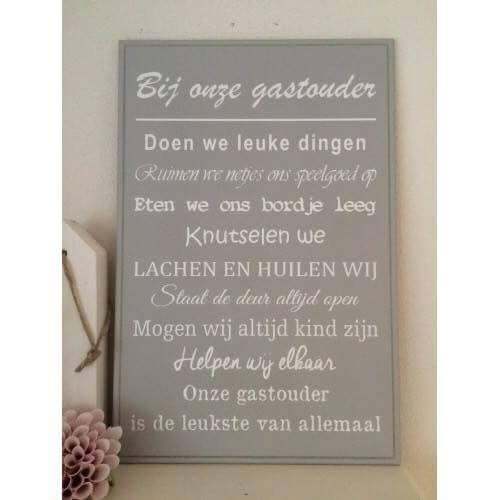 Bij onze gastouder
Doen we leuke dingen
Ruimen we netjes ons speelgoed op
Eten we ons bordje leeg
Knutselen we
LACHEN EN HUILEN WIJ
Staat de deur altijd open
Mogen wij altijd kind zijn
Helpen wij elkaar
Onze gastouder
is de leukste van allemaal